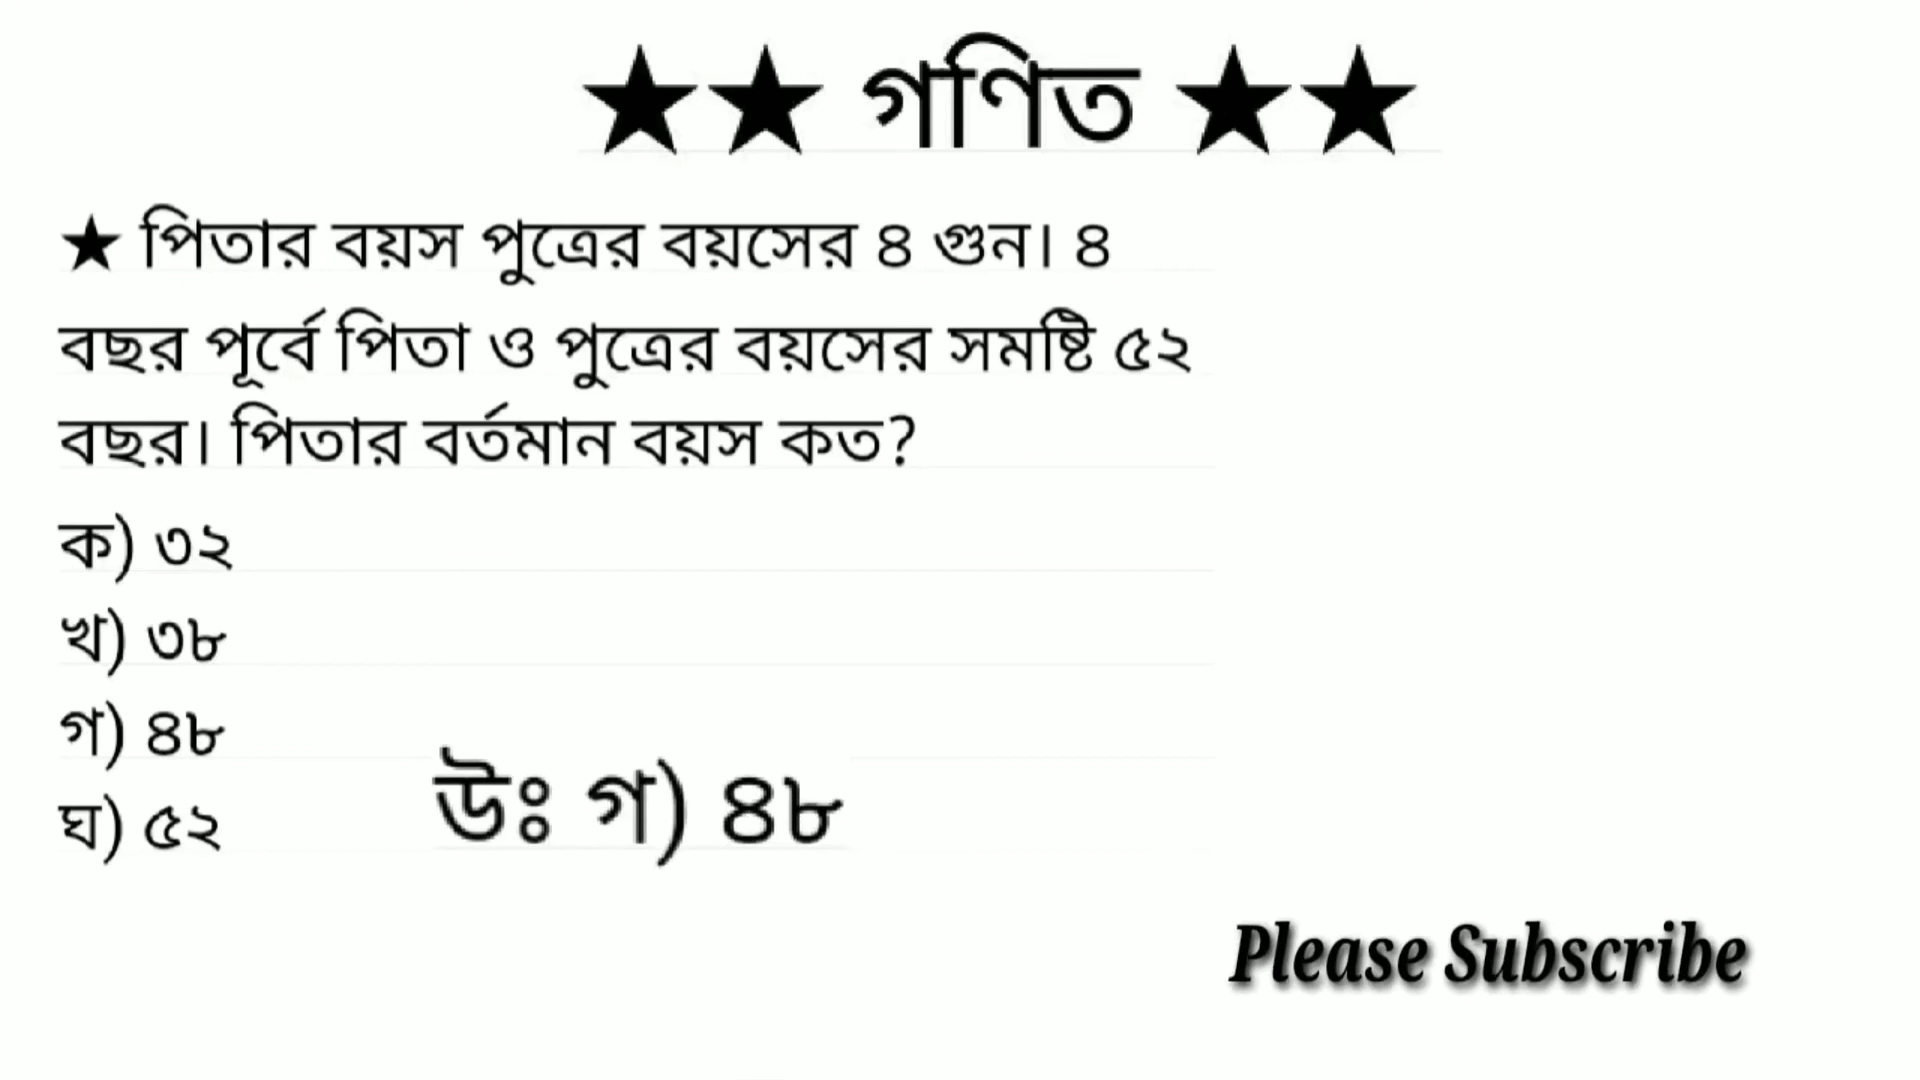 ★★ গণিত ★★
★ পিতার বয়স পুত্রের বয়সের ৪ গুন। ৪
বছর পূর্বে পিতা ও পুত্রের বয়সের সমষ্টি ৫২
বছর। পিতার বর্তমান বয়স কত?
ক) ৩২
খ) ৩৮
গ) ৪৮
ঘ) ৫২
উঃ গ) ৪৮
Please Subscribe